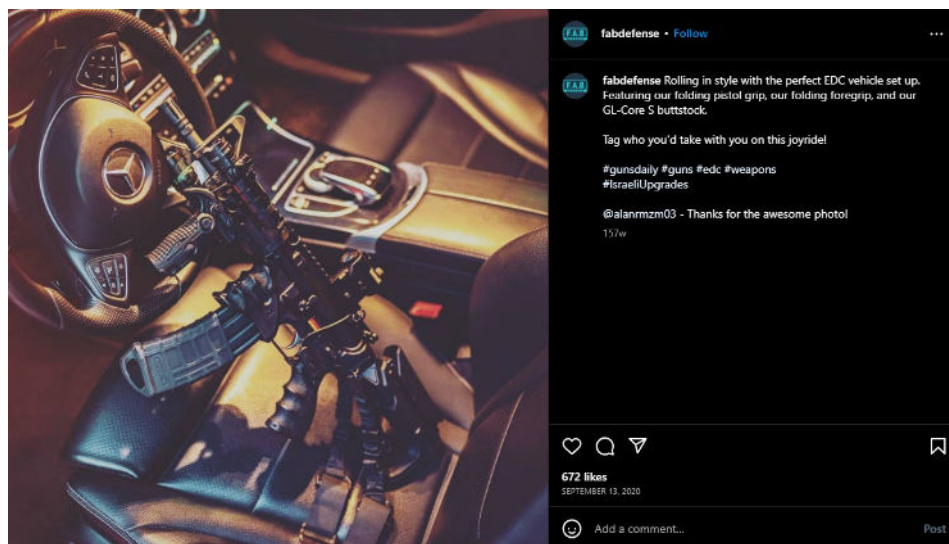 F.A.B
fabdefense • Follow
F.A.B
fabdefense Rolling in style with the perfect EDC vehicle set up.
Featuring our folding pistol grip, our folding foregrip, and our
GL-Core S buttstock.
Tag who you'd take with you on this joyride!
#gunsdaily #guns #edc #weapons
#IsraeliUpgrades
@alanrmzm03 - Thanks for the awesome photo!
157w
672 likes
SEPTEMBER 13, 2020
Add a comment...
Post